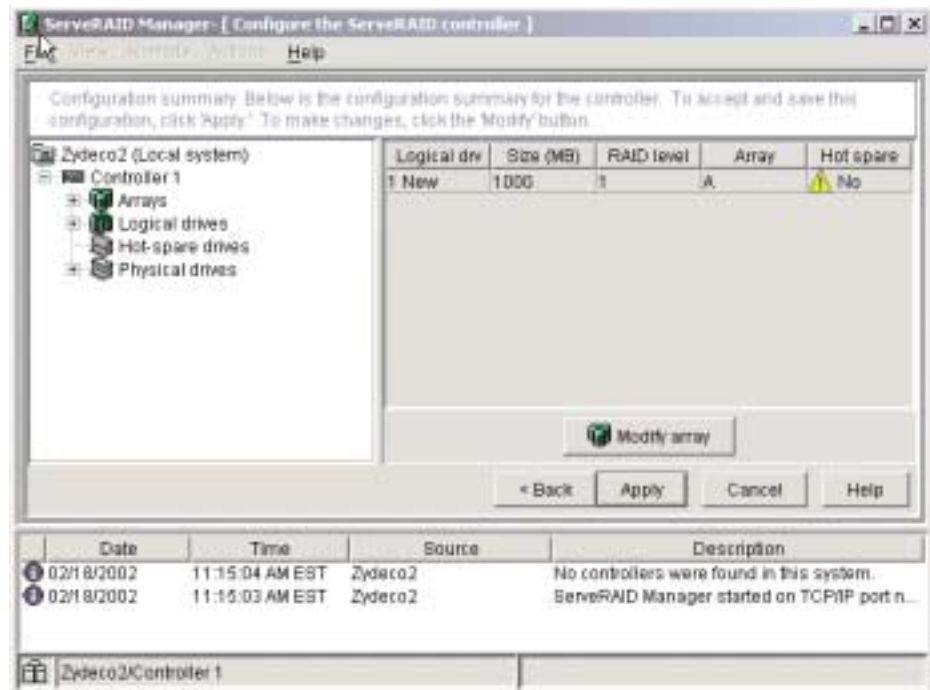 ServeRAID Manager- [ Configure the ServeRAID controller ]
File View Remote Actions Help
Configuration summary. Below is the configuration summary for the controller. To accept and save this
configuration, click 'Apply.' To make changes, click the 'Modify' button.
Zydeco2 (Local system)
Controller 1
Arrays
Logical drives
Hot-spare drives
Physical drives
Logical driv Size (MB) RAID level Array Hot spare
1 New 1000 1 A No
Modify array
< Back Apply Cancel Help
Date Time Source Description
02/18/2002 11:15:04 AM EST Zydeco2 No controllers were found in this system.
02/18/2002 11:15:03 AM EST Zydeco2 ServeRAID Manager started on TCP/IP port n...
Zydeco2/Controller 1